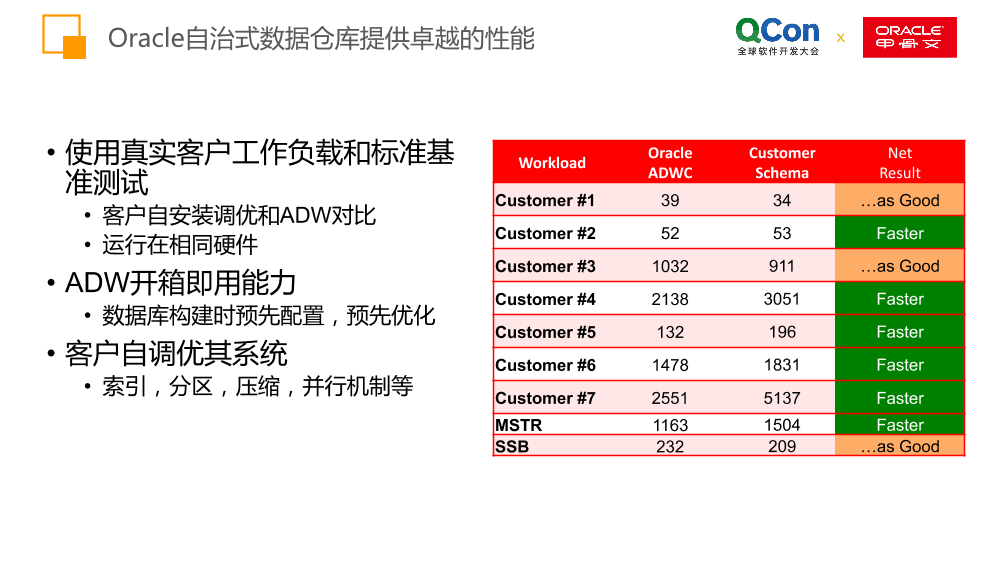 Oracle自治式数据仓库提供卓越的性能
QCon
全球软件开发大会
x
ORACLE
甲骨文
• 使用真实客户工作负载和标准基
准测试
• 客户自安装调优和ADW对比
• 运行在相同硬件
• ADW开箱即用能力
• 数据库构建时预先配置，预先优化
• 客户自调优其系统
• 索引，分区，压缩，并行机制等
Workload Oracle ADWC Customer Schema Net Result
Customer #1 39 34 …as Good
Customer #2 52 53 Faster
Customer #3 1032 911 …as Good
Customer #4 2138 3051 Faster
Customer #5 132 196 Faster
Customer #6 1478 1831 Faster
Customer #7 2551 5137 Faster
MSTR 1163 1504 Faster
SSB 232 209 …as Good